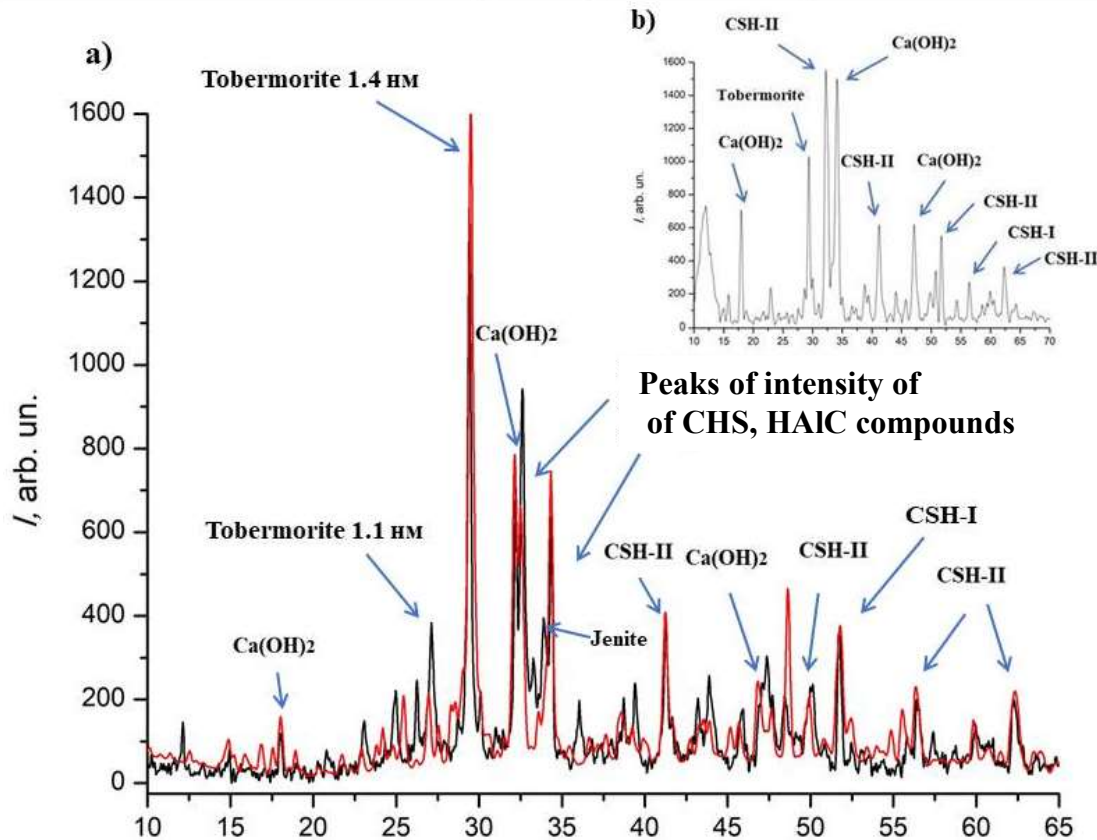 a)
Tobermorite 1.4 нм
Ca(OH)2
Tobermorite 1.1 нм
Ca(OH)2
Peaks of intensity of
of CHS, HAlC compounds
Jenite
CSH-II
Ca(OH)2
CSH-II
CSH-I
CSH-II
I, arb. un.
1600
1400
1200
1000
800
600
400
200
0
10 15 20 25 30 35 40 45 50 55 60 65
b)
CSH-II
Ca(OH)2
Tobermorite
Ca(OH)2
CSH-II
Ca(OH)2
CSH-II
CSH-I
CSH-II
I, arb. un.
1600
1400
1200
1000
800
600
400
200
0
10 15 20 25 30 35 40 45 50 55 60 65 70